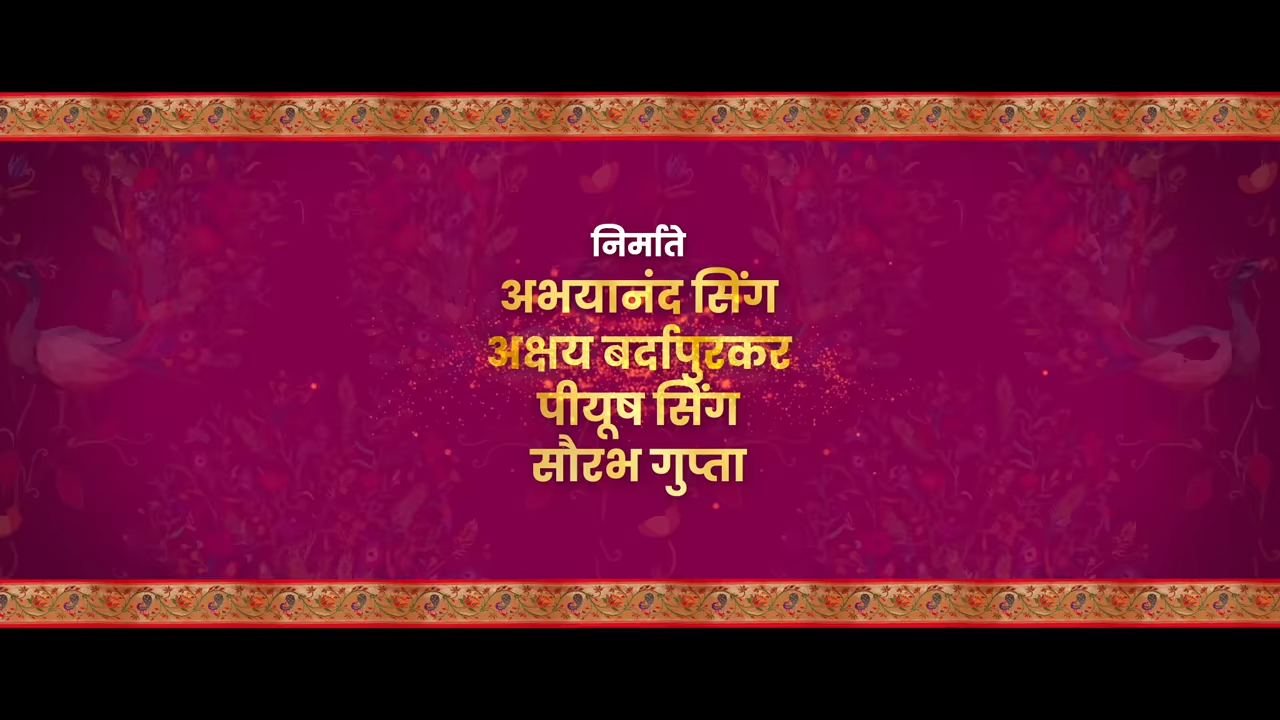 निर्माते
अभयानंद सिंग
अक्षय बर्दापुरकर
पीयूष सिंग
सौरभ गुप्ता